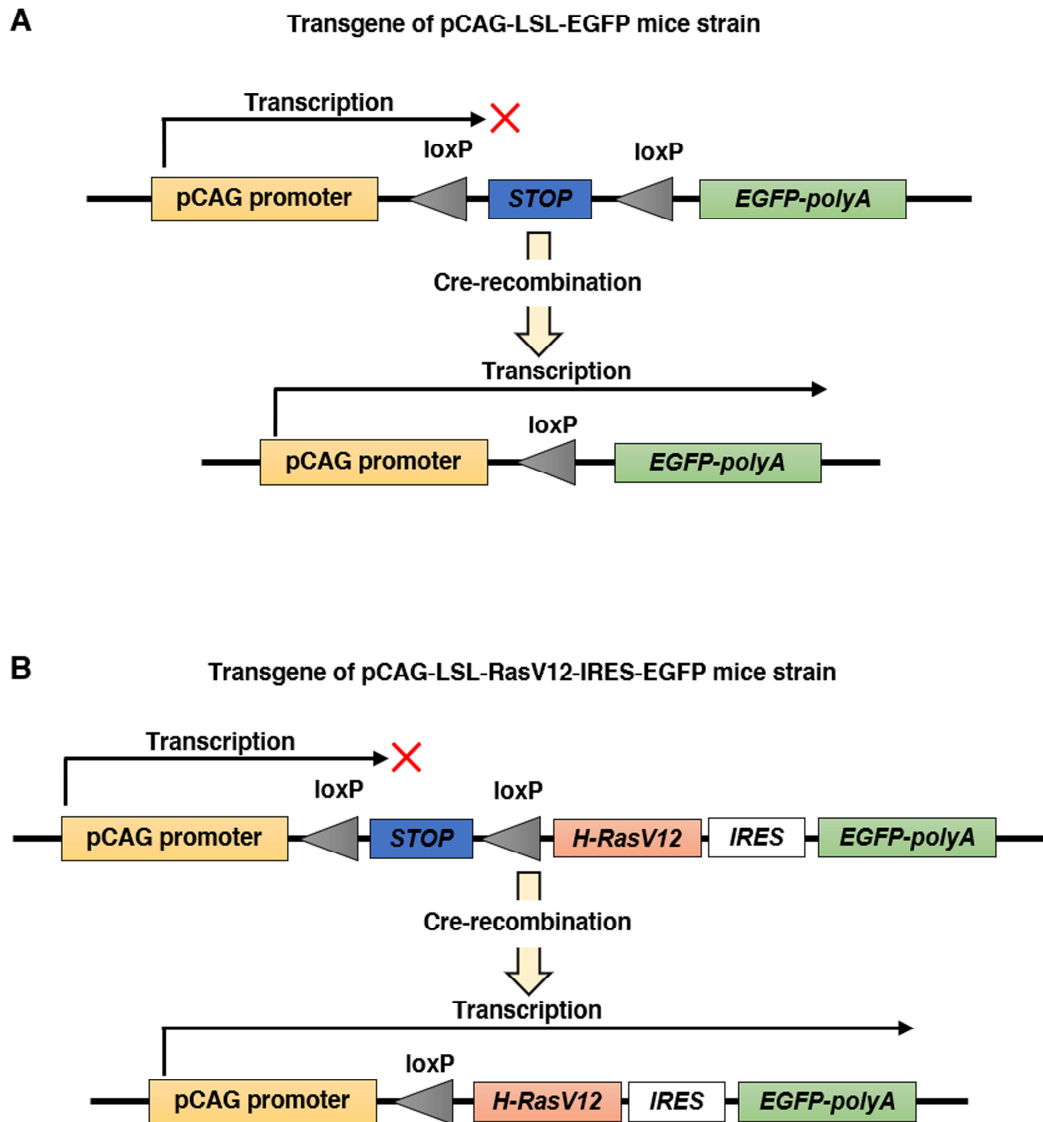 A
Transgene of pCAG-LSL-EGFP mice strain
Transcription
loxP
loxP
pCAG promoter
STOP
EGFP-polyA
Cre-recombination
Transcription
loxP
pCAG promoter
EGFP-polyA
B
Transgene of pCAG-LSL-RasV12-IRES-EGFP mice strain
Transcription
loxP
loxP
pCAG promoter
STOP
H-RasV12
IRES
EGFP-polyA
Cre-recombination
Transcription
loxP
pCAG promoter
H-RasV12
IRES
EGFP-polyA